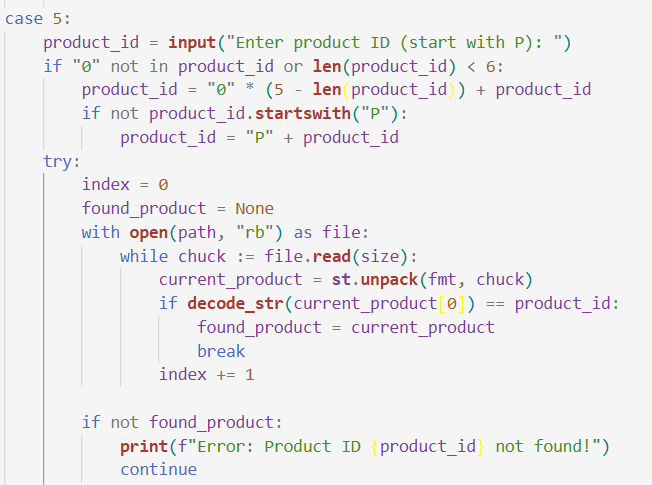 case 5:
    product_id = input("Enter product ID (start with P): ")
    if "0" not in product_id or len(product_id) < 6:
        product_id = "0" * (5 - len(product_id)) + product_id
        if not product_id.startswith("P"):
            product_id = "P" + product_id
    try:
        index = 0
        found_product = None
        with open(path, "rb") as file:
            while chuck := file.read(size):
                current_product = st.unpack(fmt, chuck)
                if decode_str(current_product[0]) == product_id:
                    found_product = current_product
                    break
                index += 1

        if not found_product:
            print(f"Error: Product ID {product_id} not found!")
            continue